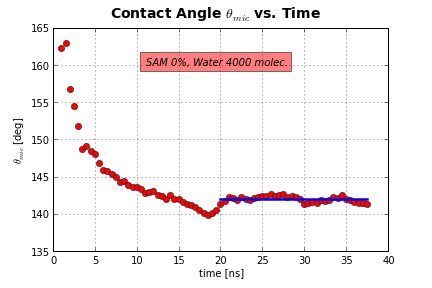 Contact Angle θmic vs. Time
SAM 0%, Water 4000 molec.
θmic [deg]
165
160
155
150
145
140
135
0 5 10 15 20 25 30 35 40
time [ns]